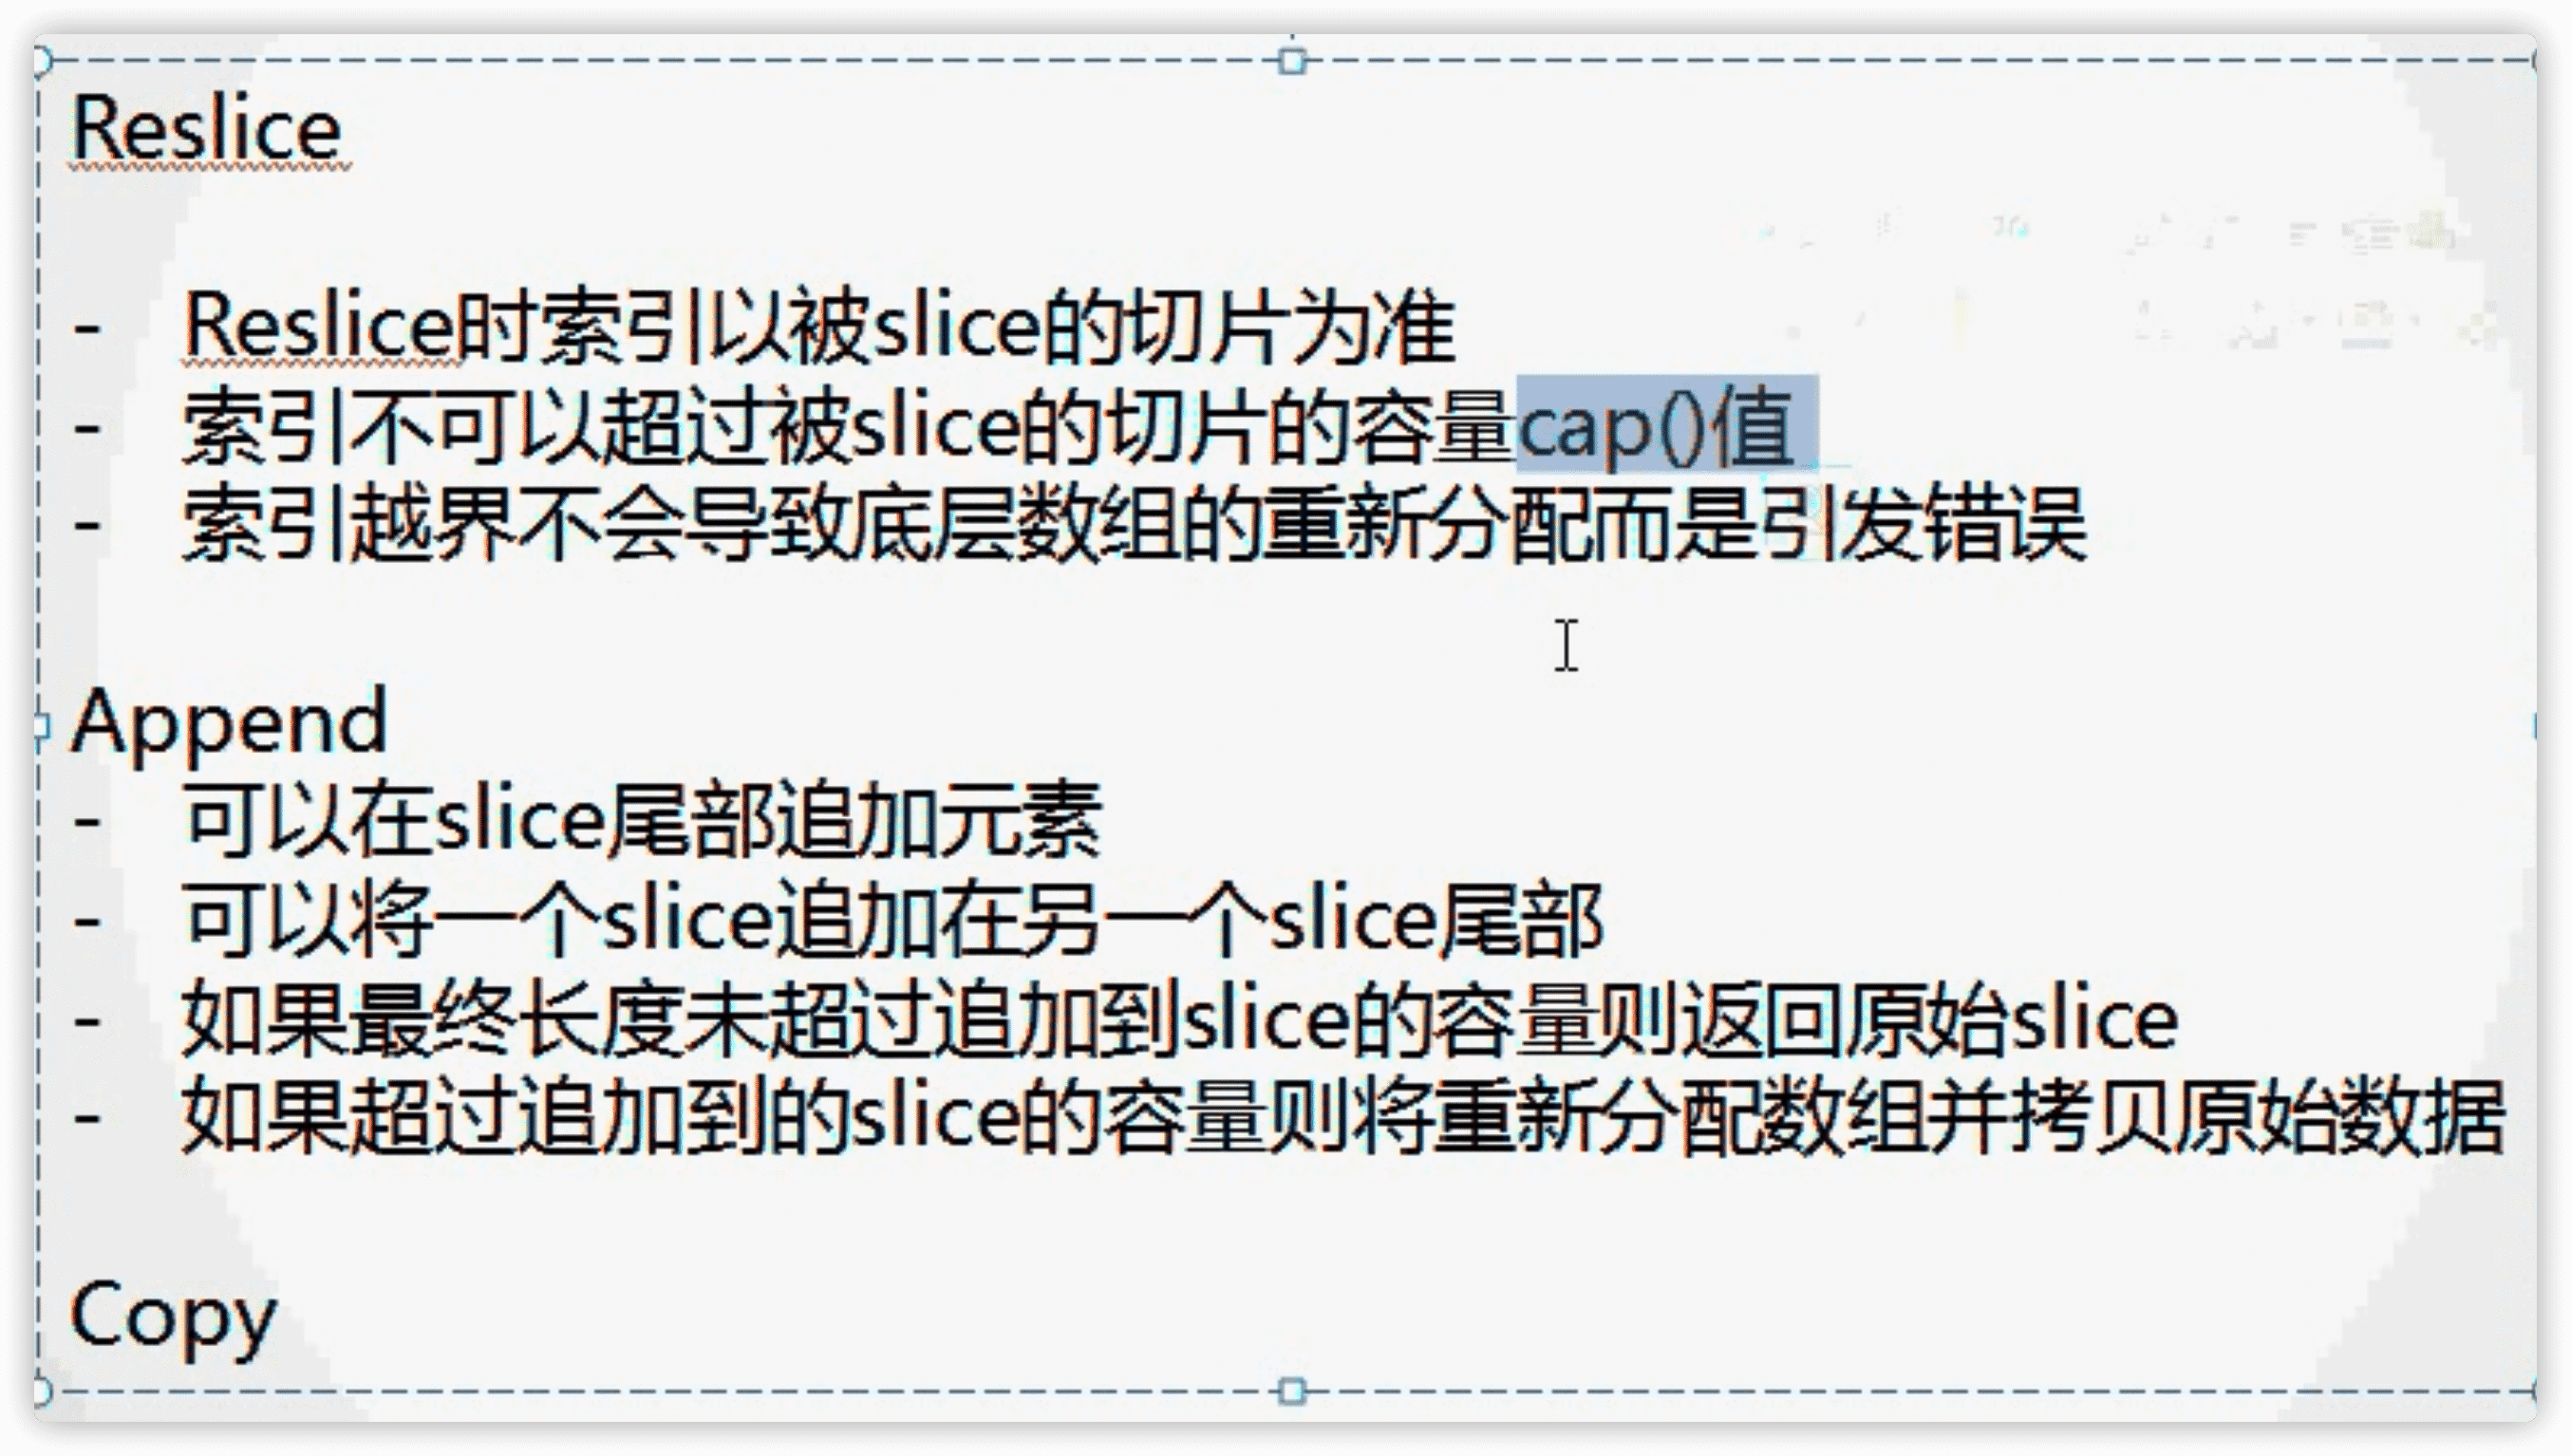 Reslice
- Reslice时索引以被slice的切片为准
- 索引不可以超过被slice的切片的容量cap()值
- 索引越界不会导致底层数组的重新分配而是引发错误
Append
- 可以在slice尾部追加元素
- 可以将一个slice追加在另一个slice尾部
- 如果最终长度未超过追加到slice的容量则返回原始slice
- 如果超过追加到的slice的容量则将重新分配数组并拷贝原始数据
Copy